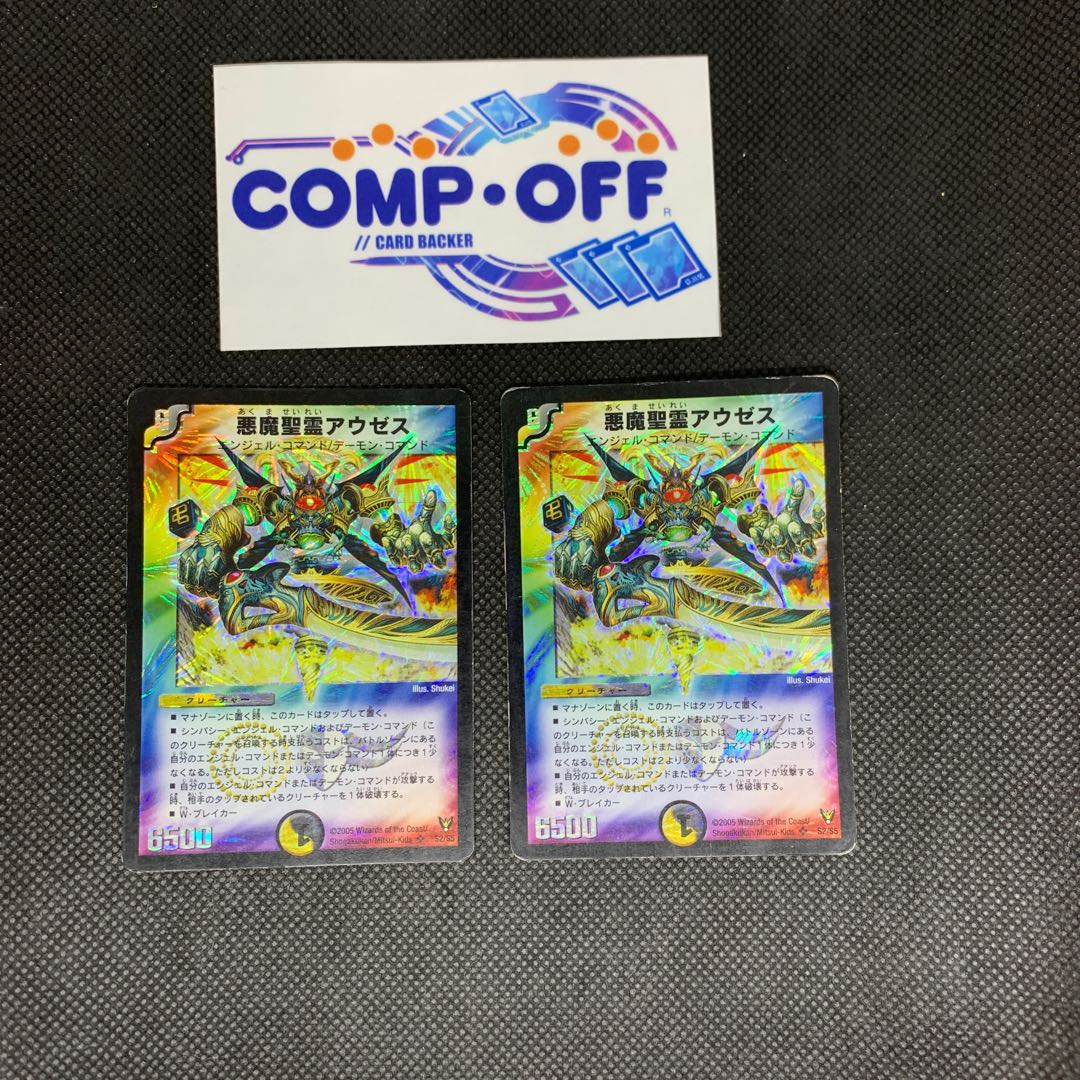 COMP・OFF
R
// CARD BACKER
あくませいれい
悪魔聖霊アウゼス
エンジェル・コマンド/デーモン・コマンド
illus. Shukei
クリーチャー
■ マナゾーンに置く時、このカードはタップして置く。
■ シンパシー:エンジェル・コマンドおよびデーモン・コマンド(こ
のクリーチャーを召喚する時支払うコストは、バトルゾーンにある
自分のエンジェル・コマンドまたはデーモン・コマンド1体につき1少
なくなる。ただしコストは2より少なくならない)
■ 自分のエンジェル・コマンドまたはデーモン・コマンドが攻撃する
時、相手のタップされているクリーチャーを1体破壊する。
■ W・ブレイカー
6500
©2005 Wizards of the Coast/
Shogakukan/Mitsui-Kids S2/S5
あくませいれい
悪魔聖霊アウゼス
エンジェル・コマンド/デーモン・コマンド
illus. Shukei
クリーチャー
■ マナゾーンに置く時、このカードはタップして置く。
■ シンパシー:エンジェル・コマンドおよびデーモン・コマンド(こ
のクリーチャーを召喚する時支払うコストは、バトルゾーンにある
自分のエンジェル・コマンドまたはデーモン・コマンド1体につき1少
なくなる。ただしコストは2より少なくならない)
■ 自分のエンジェル・コマンドまたはデーモン・コマンドが攻撃する
時、相手のタップされているクリーチャーを1体破壊する。
■ W・ブレイカー
6500
©2005 Wizards of the Coast/
Shogakukan/Mitsui-Kids S2/S5